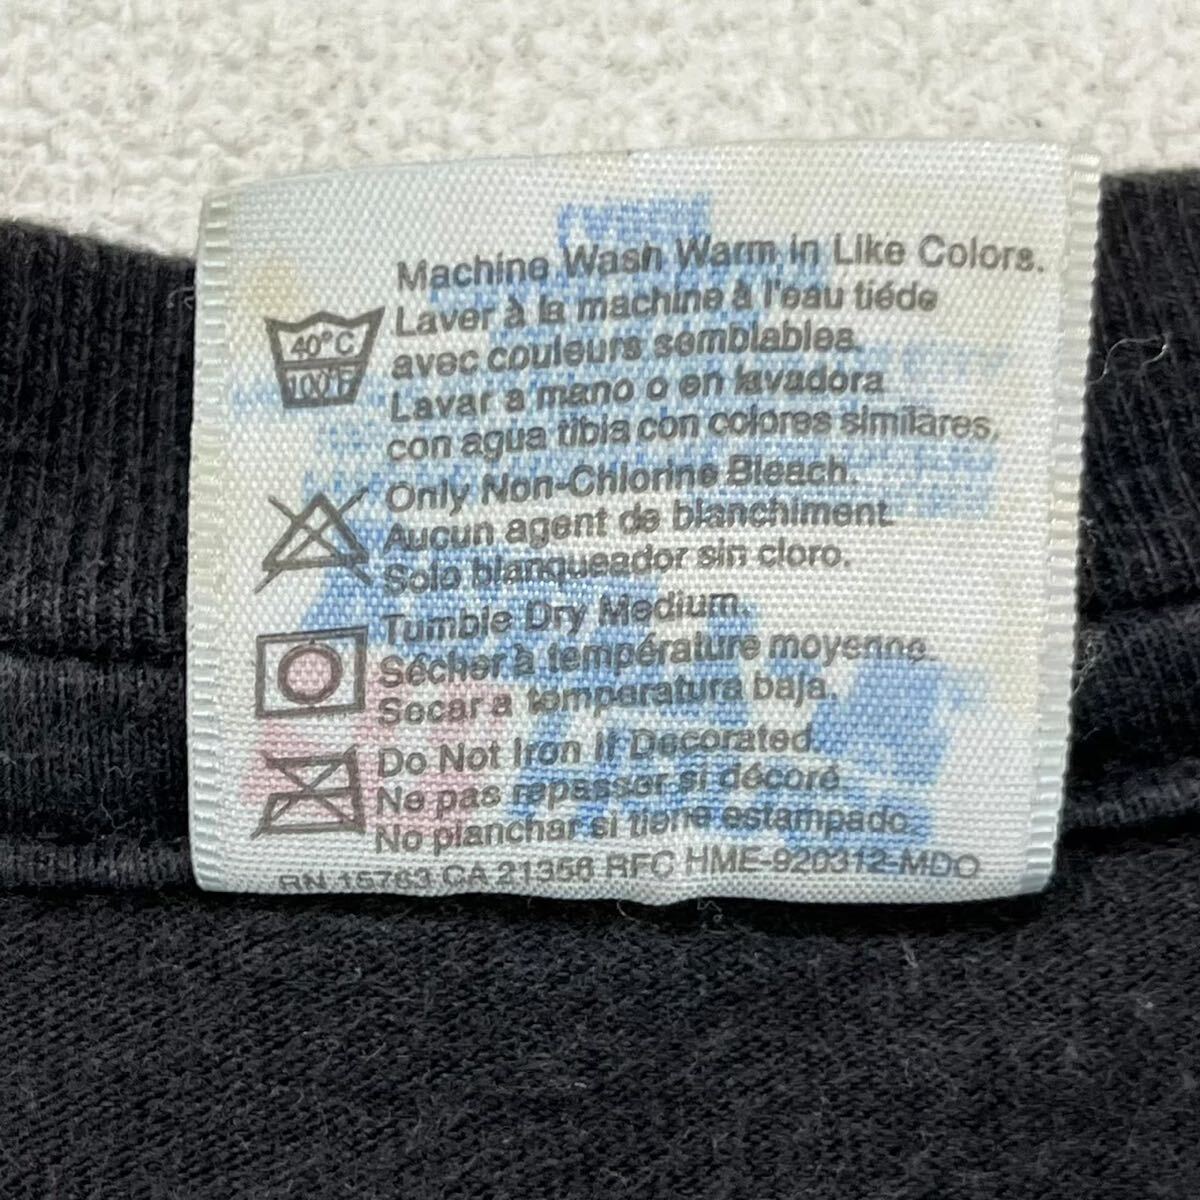 Machine Wash Warm in Like Colors.
Laver à la machine à l'eau tiéde
avec couleurs semblables.
Lavar a mano o en lavadora
con agua tibia con colores similares.
40°C
100°F
Only Non-Chlorine Bleach.
Aucun agent de blanchiment.
Solo blanqueador sin cloro.
Tumble Dry Medium.
Sécher à température moyenne.
Secar a temperatura baja.
Do Not Iron If Decorated.
Ne pas repasser si décoré.
No planchar si tiene estampado.
RN 15763 CA 21356 RFC HME-920312-MDO